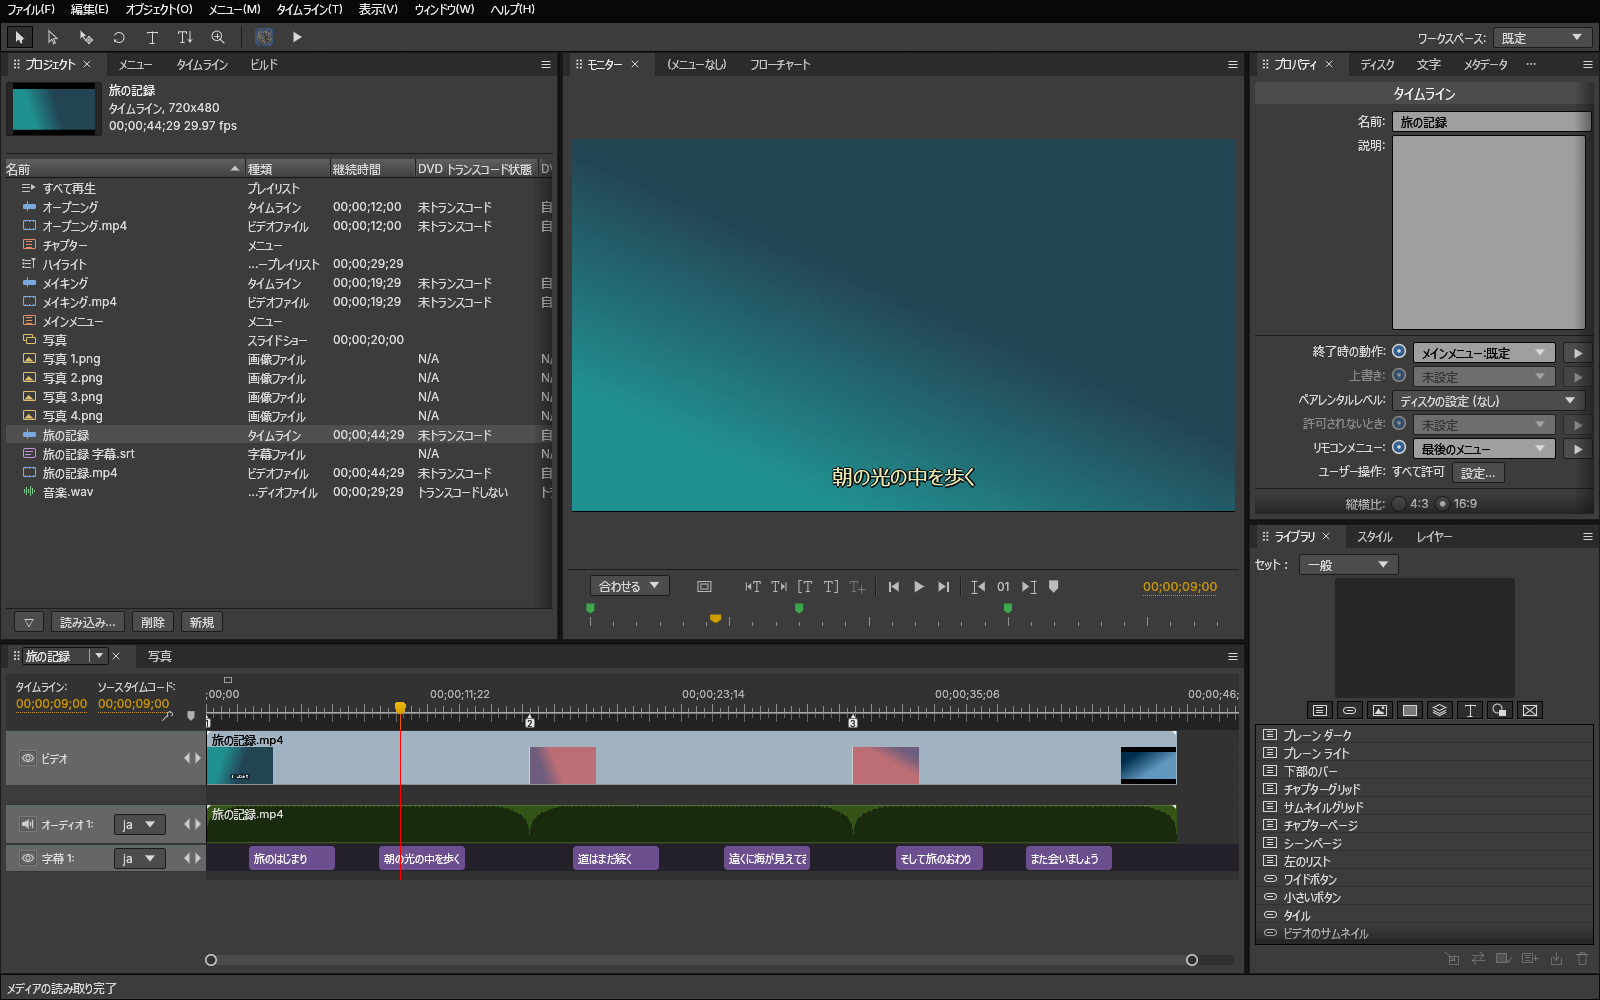 ファイル(F) 編集(E) オブジェクト(O) メニュー(M) タイムライン(T) 表示(V) ウィンドウ(W) ヘルプ(H)
ワークスペース: 既定
プロジェクト メニュー タイムライン ビルド
旅の記録
タイムライン, 720x480
00;00;44;29 29.97 fps
名前 種類 継続時間 DVD トランスコード状態
すべて再生 プレイリスト
オープニング タイムライン 00;00;12;00 未トランスコード 自
オープニング.mp4 ビデオファイル 00;00;12;00 未トランスコード 自
チャプター メニュー
ハイライト ...ープレイリスト 00;00;29;29
メイキング タイムライン 00;00;19;29 未トランスコード 自
メイキング.mp4 ビデオファイル 00;00;19;29 未トランスコード 自
メインメニュー メニュー
写真 スライドショー 00;00;20;00
写真 1.png 画像ファイル N/A N/
写真 2.png 画像ファイル N/A N/
写真 3.png 画像ファイル N/A N/
写真 4.png 画像ファイル N/A N/
旅の記録 タイムライン 00;00;44;29 未トランスコード 自
旅の記録 字幕.srt 字幕ファイル N/A N/
旅の記録.mp4 ビデオファイル 00;00;44;29 未トランスコード 自
音楽.wav ...ディオファイル 00;00;29;29 トランスコードしない ト
読み込み... 削除 新規
モニター (メニューなし) フローチャート
朝の光の中を歩く
合わせる 01 00;00;09;00
プロパティ ディスク 文字 メタデータ ...
タイムライン
名前: 旅の記録
説明:
終了時の動作: メインメニュー:既定
上書き: 未設定
ペアレンタルレベル: ディスクの設定 (なし)
許可されないとき: 未設定
リモコンメニュー: 最後のメニュー
ユーザー操作: すべて許可 設定...
縦横比: 4:3 16:9
ライブラリ スタイル レイヤー
セット: 一般
プレーン ダーク
プレーン ライト
下部のバー
チャプターグリッド
サムネイルグリッド
チャプターページ
シーンページ
左のリスト
ワイドボタン
小さいボタン
タイル
ビデオのサムネイル
旅の記録 写真
タイムライン: ソースタイムコード:
00;00;09;00 00;00;09;00
;00;00 00;00;11;22 00;00;23;14 00;00;35;06 00;00;46;
1 2 3
ビデオ 旅の記録.mp4
オーディオ 1: ja 旅の記録.mp4
字幕 1: ja 旅のはじまり 朝の光の中を歩く 道はまだ続く 遠くに海が見えてき そして旅のおわり また会いましょう
メディアの読み取り完了